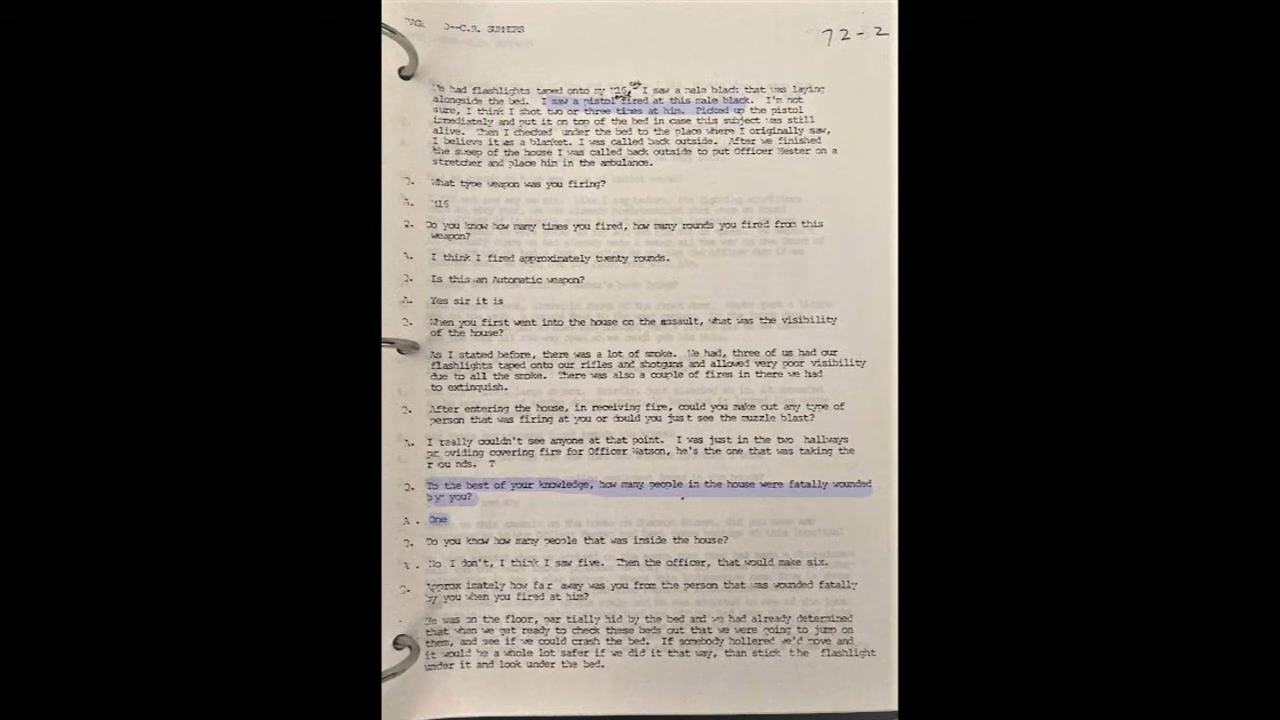 C.R. SUMMERS
72-2
We had flashlights taped onto my M16, I saw a male black that was laying
alongside the bed. I saw a pistol fired at this male black. I'm not
sure, I think I shot two or three times at him. Picked up the pistol
immediately and put it on top of the bed in case this subject was still
alive. Then I checked under the bed to the place where I originally saw,
I believe it as a blanket. I was called back outside. After we finished
the sweep of the house I was called back outside to put Officer Hester on a
stretcher and place him in the ambulance.
Q. What type weapon was you firing?
A. M16
Q. Do you know how many times you fired, how many rounds you fired from this
weapon?
A. I think I fired approximately twenty rounds.
Q. Is this an Automatic weapon?
A. Yes sir it is
Q. When you first went into the house on the assault, what was the visibility
of the house?
As I stated before, there was a lot of smoke. We had, three of us had our
flashlights taped onto our rifles and shotguns and allowed very poor visibility
due to all the smoke. There was also a couple of fires in there we had
to extinguish.
Q. After entering the house, in receiving fire, could you make out any type of
person that was firing at you or dould you just see the muzzle blast?
A. I really couldn't see anyone at that point. I was just in the two hallways
pr oviding covering fire for Officer Watson, he's the one that was taking the
r ou nds. T
Q. To the best of your knowledge, how many people in the house were fatally wounded
by you?
A. One
Q. Do you know how many people that was inside the house?
A. No I don't, I think I saw five. Then the officer, that would make six.
Q. Approx imately how far away was you from the person that was wounded fatally
by you when you fired at him?
He was on the floor, par tially hid by the bed and we had already determined
that when we get ready to check these beds out that we were going to jump on
them, and see if we could crash the bed. If somebody hollered we'd move and
it would be a whole lot safer if we did it that way, than stick the flashlight
under it and look under the bed.